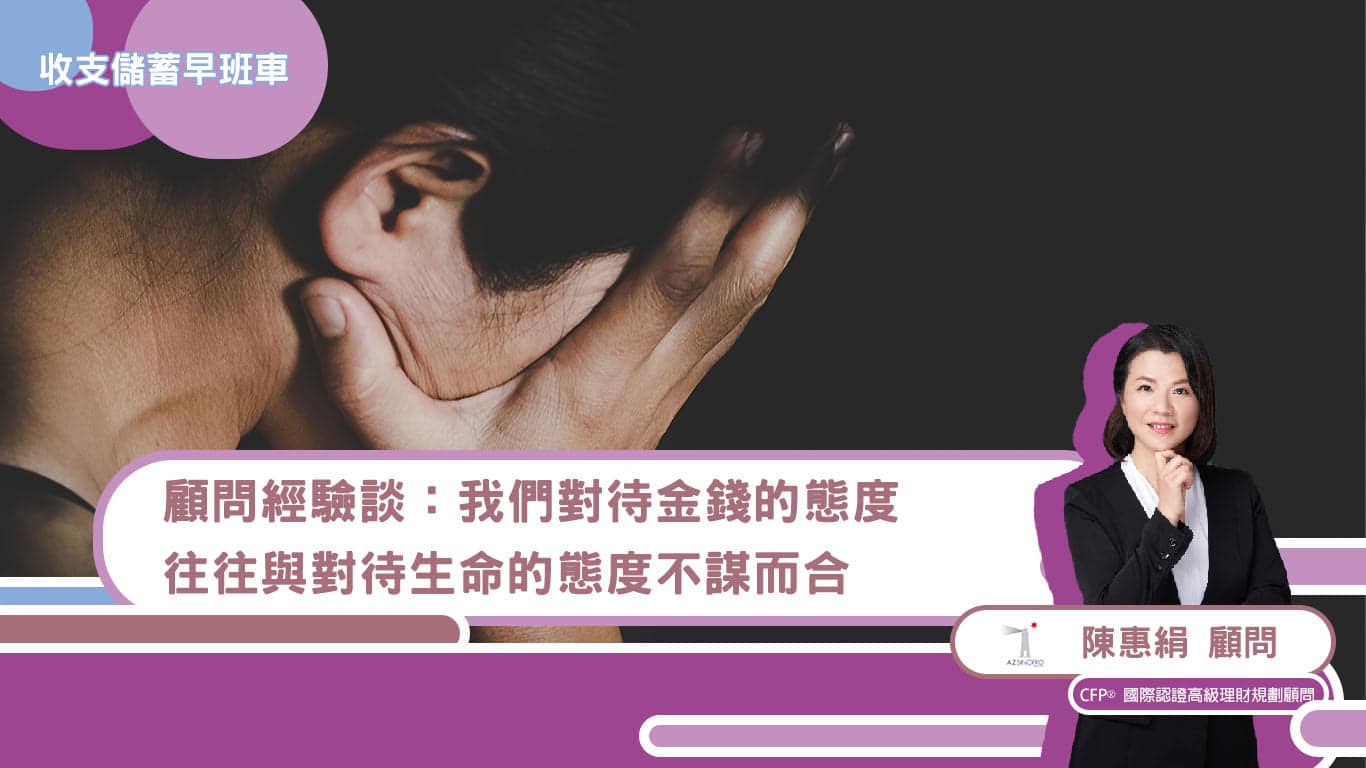 收支儲蓄早班車
顧問經驗談：我們對待金錢的態度
往往與對待生命的態度不謀而合
AZSINOPRO
陳惠絹 顧問
CFP® 國際認證高級理財規劃顧問